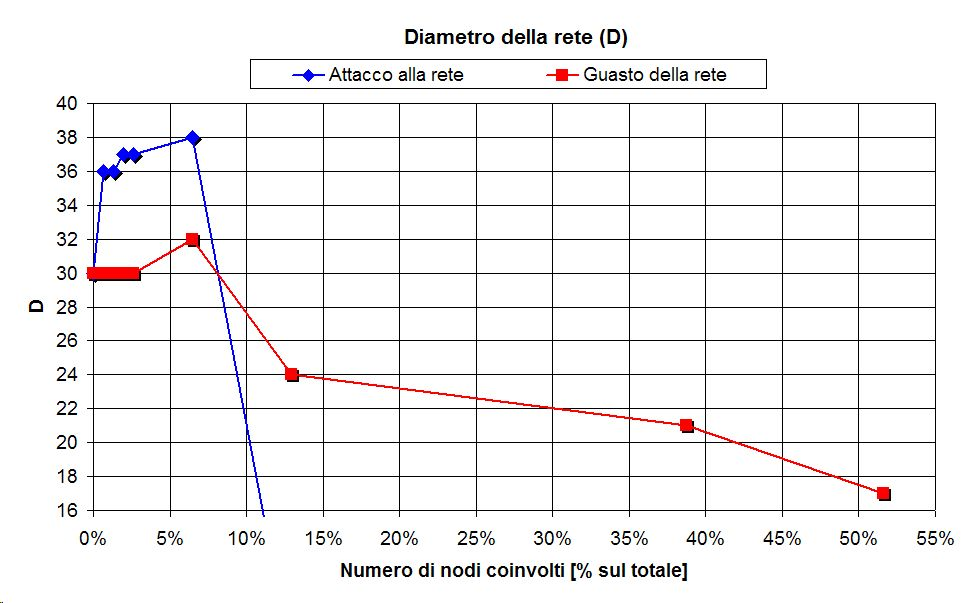 Diametro della rete (D)
Attacco alla rete Guasto della rete
40
38
36
34
32
30
28
26
24
22
20
18
16
D
0% 5% 10% 15% 20% 25% 30% 35% 40% 45% 50% 55%
Numero di nodi coinvolti [% sul totale]